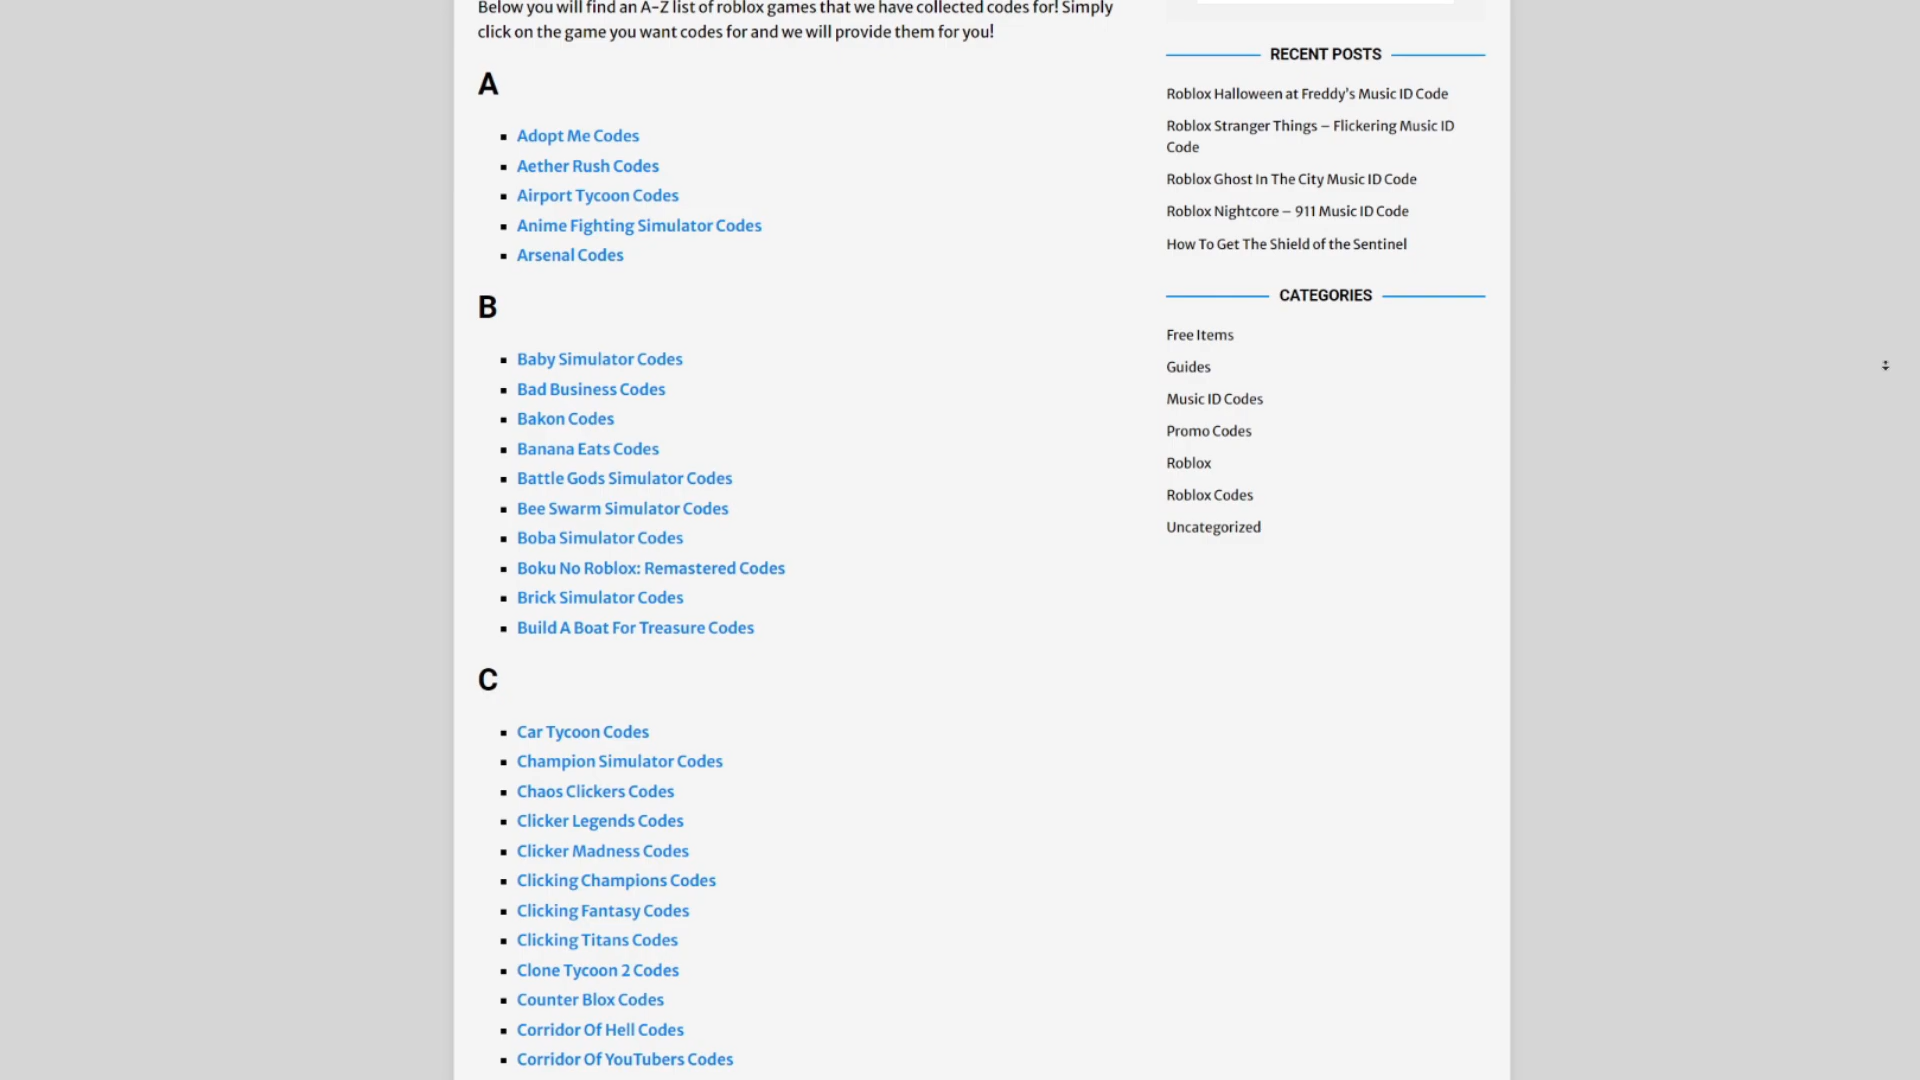 Below you will find an A-Z list of roblox games that we have collected codes for! Simply
click on the game you want codes for and we will provide them for you!
A
Adopt Me Codes
Aether Rush Codes
Airport Tycoon Codes
Anime Fighting Simulator Codes
Arsenal Codes
B
Baby Simulator Codes
Bad Business Codes
Bakon Codes
Banana Eats Codes
Battle Gods Simulator Codes
Bee Swarm Simulator Codes
Boba Simulator Codes
Boku No Roblox: Remastered Codes
Brick Simulator Codes
Build A Boat For Treasure Codes
C
Car Tycoon Codes
Champion Simulator Codes
Chaos Clickers Codes
Clicker Legends Codes
Clicker Madness Codes
Clicking Champions Codes
Clicking Fantasy Codes
Clicking Titans Codes
Clone Tycoon 2 Codes
Counter Blox Codes
Corridor Of Hell Codes
Corridor Of YouTubers Codes
RECENT POSTS
Roblox Halloween at Freddy's Music ID Code
Roblox Stranger Things – Flickering Music ID
Code
Roblox Ghost In The City Music ID Code
Roblox Nightcore – 911 Music ID Code
How To Get The Shield of the Sentinel
CATEGORIES
Free Items
Guides
Music ID Codes
Promo Codes
Roblox
Roblox Codes
Uncategorized